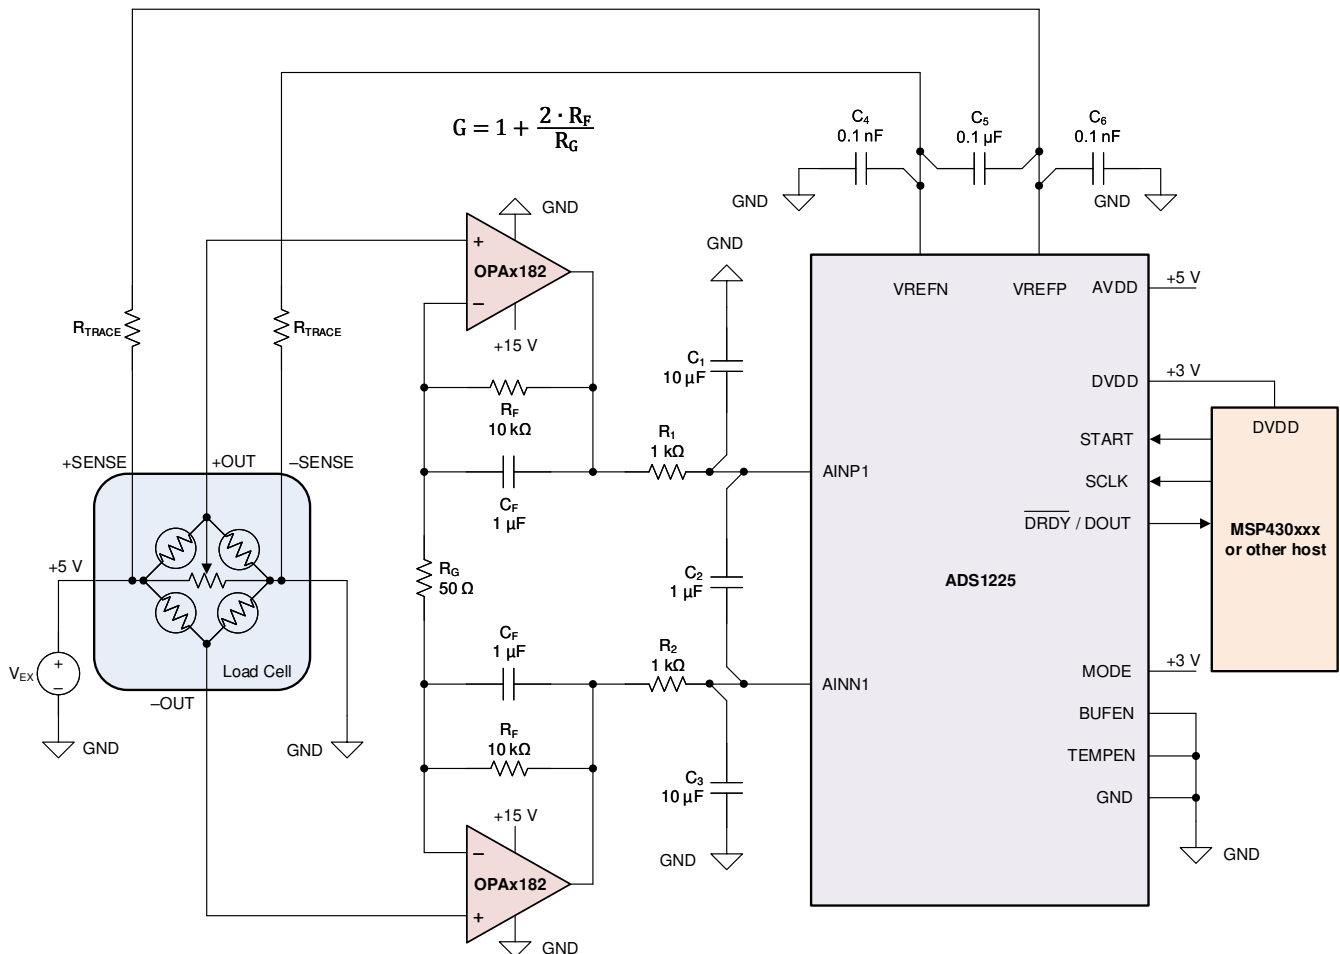 C4
0.1 nF
C5
0.1 µF
C6
0.1 nF
G = 1 + 2 · RF / RG
GND
GND
GND
GND
+
OPAx182
−
+15 V
VREFN
VREFP
AVDD
+5 V
RTRACE
RTRACE
C1
10 µF
DVDD
+3 V
RF
10 kΩ
DVDD
START
R1
1 kΩ
+SENSE
+OUT
−SENSE
AINP1
SCLK
CF
1 µF
DRDY / DOUT
MSP430xxx
or other host
+5 V
RG
50 Ω
C2
1 µF
ADS1225
CF
1 µF
R2
1 kΩ
VEX
+
−
Load Cell
MODE
+3 V
AINN1
−OUT
BUFEN
RF
10 kΩ
GND
GND
TEMPEN
C3
10 µF
GND
+15 V
−
GND
GND
OPAx182
+
GND